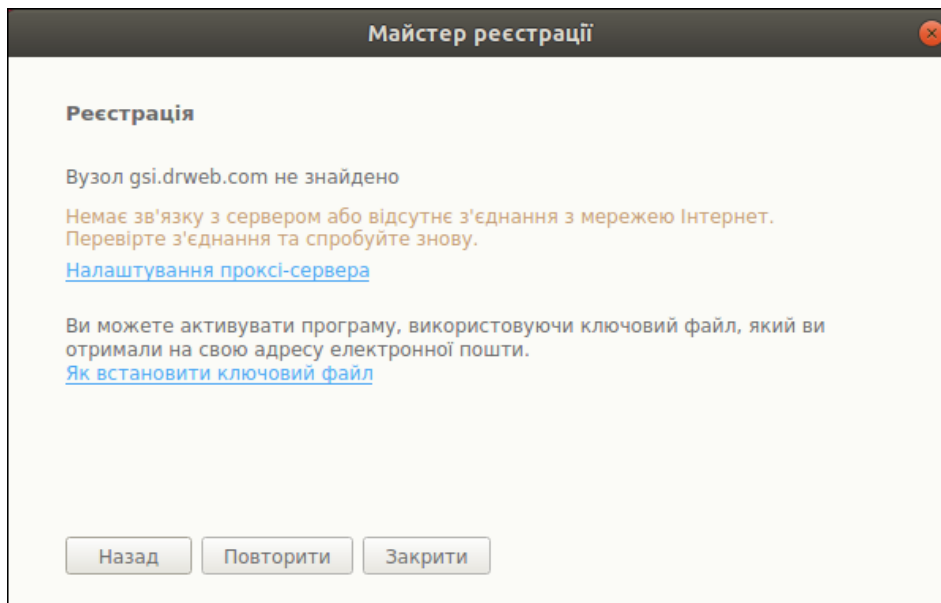 Майстер реєстрації
Реєстрація
Вузол gsi.drweb.com не знайдено
Немає зв'язку з сервером або відсутнє з'єднання з мережею Інтернет.
Перевірте з'єднання та спробуйте знову.
Налаштування проксі-сервера
Ви можете активувати програму, використовуючи ключовий файл, який ви
отримали на свою адресу електронної пошти.
Як встановити ключовий файл
Назад Повторити Закрити